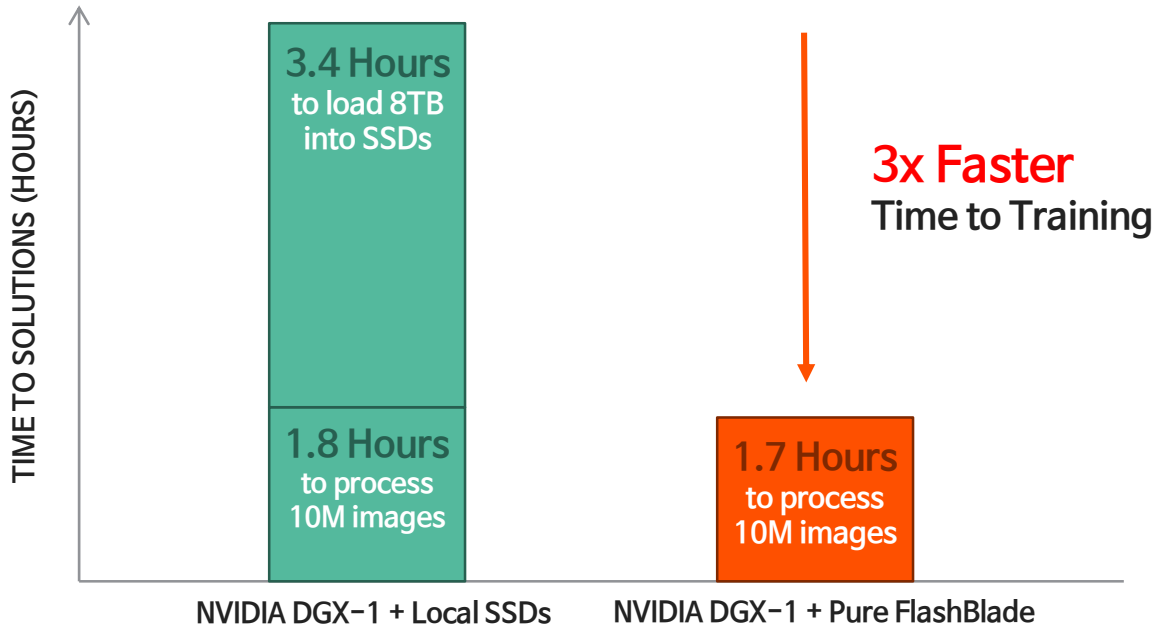 TIME TO SOLUTIONS (HOURS)
3.4 Hours
to load 8TB
into SSDs
1.8 Hours
to process
10M images
3x Faster
Time to Training
1.7 Hours
to process
10M images
NVIDIA DGX-1 + Local SSDs
NVIDIA DGX-1 + Pure FlashBlade